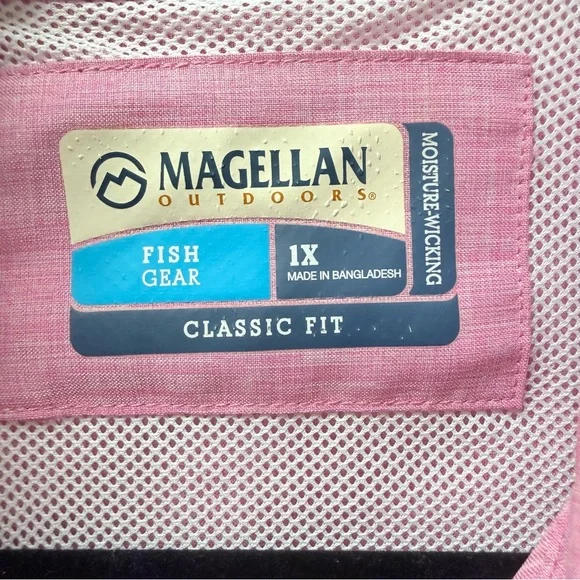 MAGELLAN
OUTDOORS®
MOISTURE-WICKING
FISH
GEAR
1X
MADE IN BANGLADESH
CLASSIC FIT